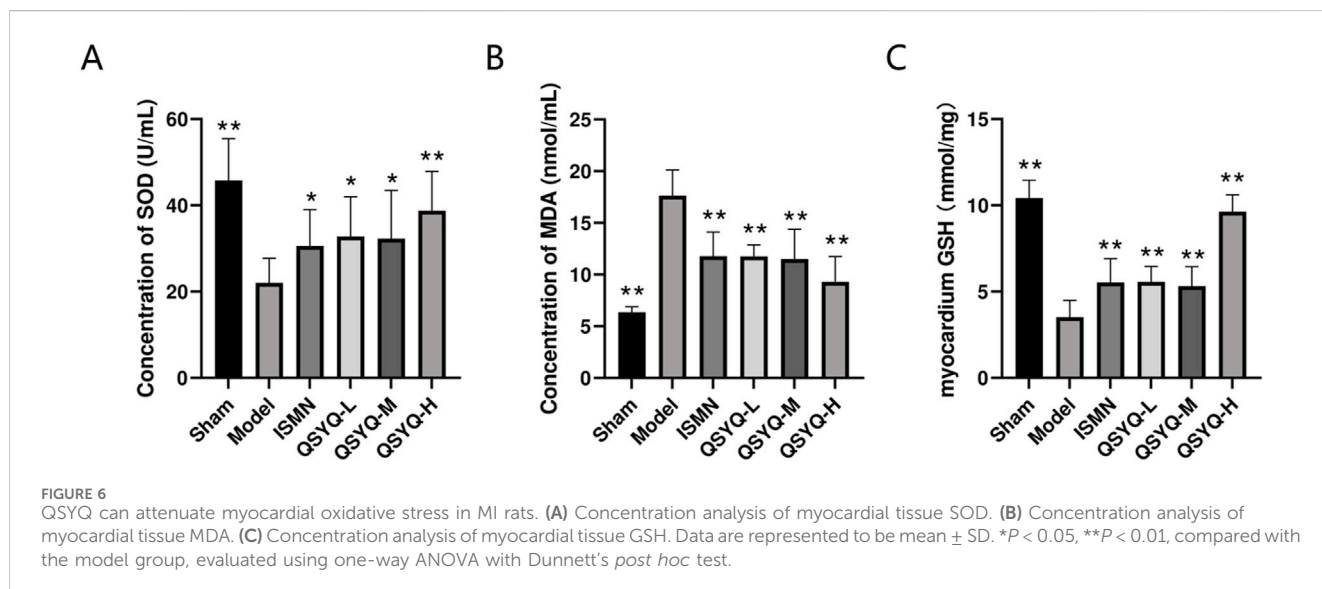 A
B
C
Concentration of SOD (U/mL)
60
40
20
0
**
*
*
*
**
Sham
Model
ISMN
QSYQ-L
QSYQ-M
QSYQ-H
Concentration of MDA (nmol/mL)
25
20
15
10
5
0
**
**
**
**
**
Sham
Model
ISMN
QSYQ-L
QSYQ-M
QSYQ-H
myocardium GSH (mmol/mg)
15
10
5
0
**
**
**
**
**
Sham
Model
ISMN
QSYQ-L
QSYQ-M
QSYQ-H
FIGURE 6
QSYQ can attenuate myocardial oxidative stress in MI rats. (A) Concentration analysis of myocardial tissue SOD. (B) Concentration analysis of
myocardial tissue MDA. (C) Concentration analysis of myocardial tissue GSH. Data are represented to be mean ± SD. *P < 0.05, **P < 0.01, compared with
the model group, evaluated using one-way ANOVA with Dunnett's post hoc test.